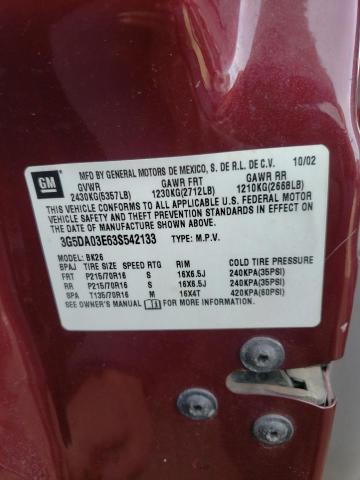 GM
MFD BY GENERAL MOTORS DE MEXICO, S. DE R.L. DE C.V. 10/02
GVWR GAWR FRT GAWR RR
2430KG(5357LB) 1230KG(2712LB) 1210KG(2668LB)
THIS VEHICLE CONFORMS TO ALL APPLICABLE U.S. FEDERAL MOTOR
VEHICLE SAFETY AND THEFT PREVENTION STANDARDS IN EFFECT ON
THE DATE OF MANUFACTURE SHOWN ABOVE.
3G5DA03E63S542133 TYPE: M.P.V.
MODEL: BK26
BPAJ TIRE SIZE SPEED RTG RIM COLD TIRE PRESSURE
FRT P215/70R16 S 16X6.5J 240KPA(35PSI)
RR P215/70R16 S 16X6.5J 240KPA(35PSI)
SPA T135/70R16 M 16X4T 420KPA(60PSI)
SEE OWNER'S MANUAL FOR MORE INFORMATION.